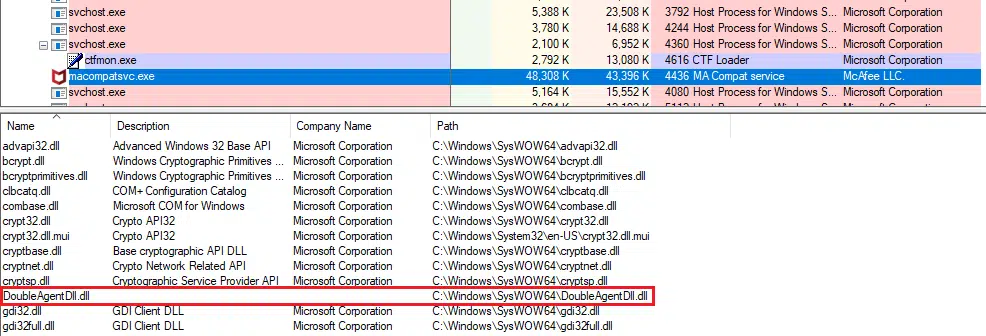 svchost.exe 5,388 K 23,508 K 3792 Host Process for Windows S... Microsoft Corporation
svchost.exe 3,780 K 14,688 K 4244 Host Process for Windows S... Microsoft Corporation
svchost.exe 2,100 K 6,952 K 4360 Host Process for Windows S... Microsoft Corporation
ctfmon.exe 2,792 K 13,080 K 4616 CTF Loader Microsoft Corporation
macompatsvc.exe 48,308 K 43,396 K 4436 MA Compat service McAfee LLC.
svchost.exe 5,164 K 15,552 K 4080 Host Process for Windows S... Microsoft Corporation
Name Description Company Name Path
advapi32.dll Advanced Windows 32 Base API Microsoft Corporation C:\Windows\SysWOW64\advapi32.dll
bcrypt.dll Windows Cryptographic Primitives ... Microsoft Corporation C:\Windows\SysWOW64\bcrypt.dll
bcryptprimitives.dll Windows Cryptographic Primitives ... Microsoft Corporation C:\Windows\SysWOW64\bcryptprimitives.dll
clbcatq.dll COM+ Configuration Catalog Microsoft Corporation C:\Windows\SysWOW64\clbcatq.dll
combase.dll Microsoft COM for Windows Microsoft Corporation C:\Windows\SysWOW64\combase.dll
crypt32.dll Crypto API32 Microsoft Corporation C:\Windows\SysWOW64\crypt32.dll
crypt32.dll.mui Crypto API32 Microsoft Corporation C:\Windows\System32\en-US\crypt32.dll.mui
cryptbase.dll Base cryptographic API DLL Microsoft Corporation C:\Windows\SysWOW64\cryptbase.dll
cryptnet.dll Crypto Network Related API Microsoft Corporation C:\Windows\SysWOW64\cryptnet.dll
cryptsp.dll Cryptographic Service Provider API Microsoft Corporation C:\Windows\SysWOW64\cryptsp.dll
DoubleAgentDll.dll C:\Windows\SysWOW64\DoubleAgentDll.dll
gdi32.dll GDI Client DLL Microsoft Corporation C:\Windows\SysWOW64\gdi32.dll
gdi32full.dll GDI Client DLL Microsoft Corporation C:\Windows\SysWOW64\gdi32full.dll